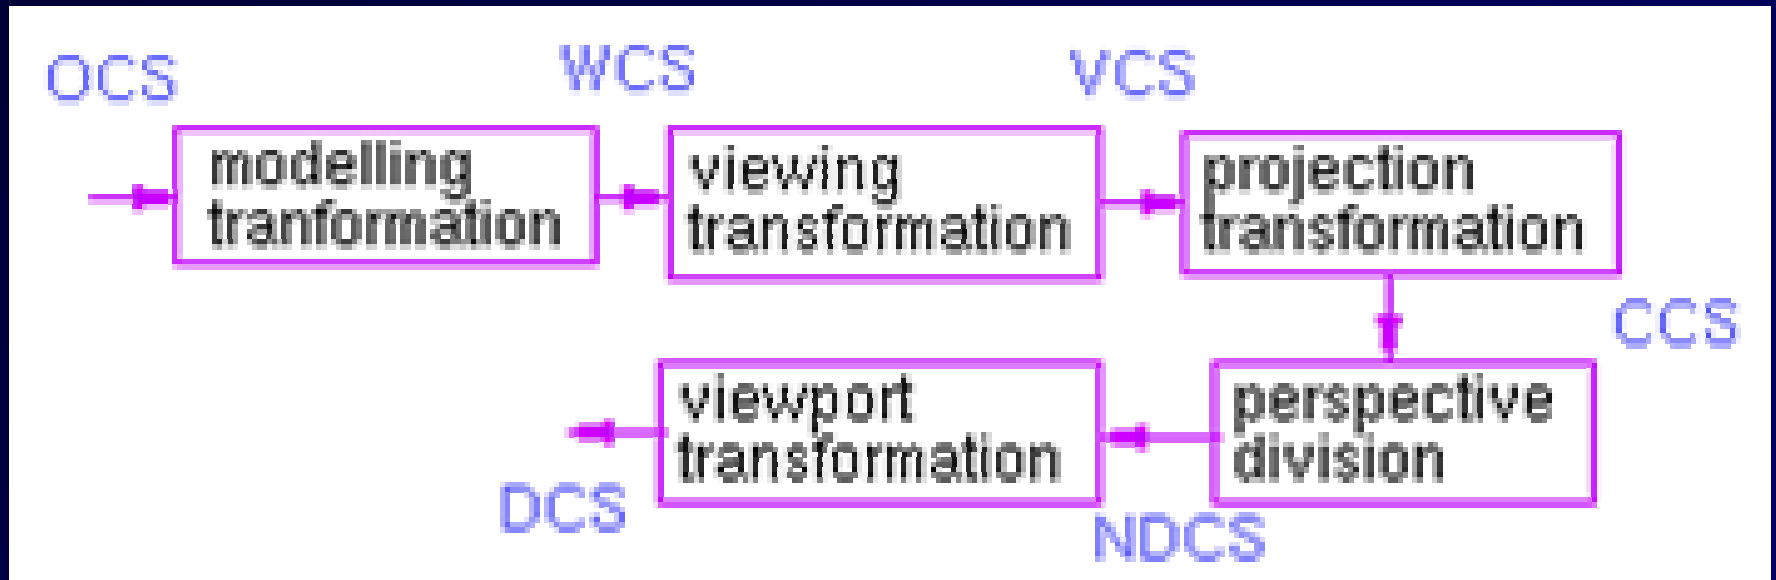 OCS
WCS
VCS
modelling
tranformation
viewing
transformation
projection
transformation
CCS
viewport
transformation
perspective
division
DCS
NDCS